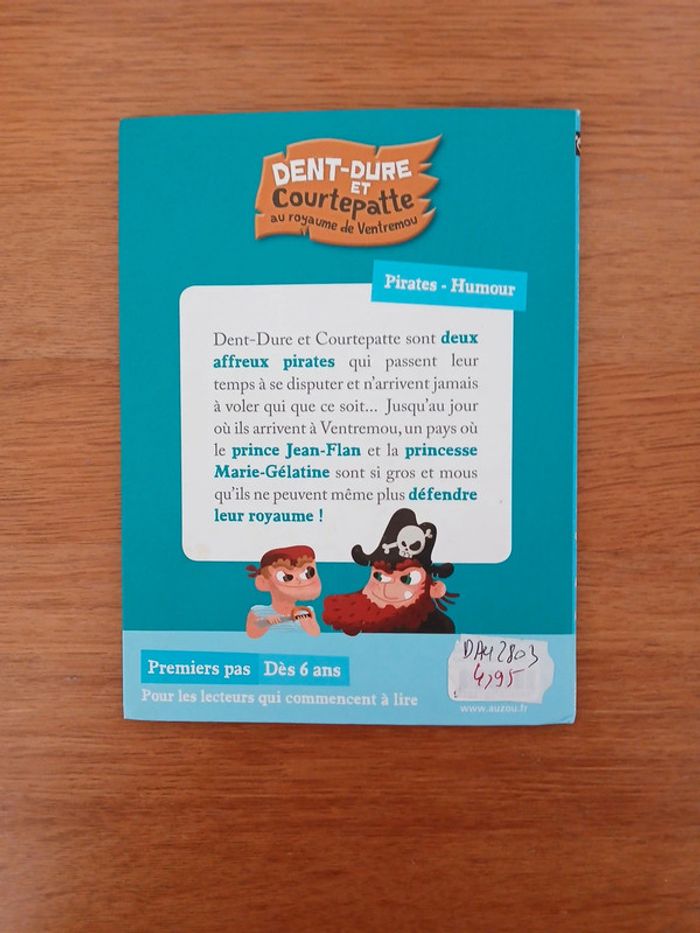 DENT-DURE
ET
Courtepatte
au royaume de Ventremou
Pirates - Humour
Dent-Dure et Courtepatte sont deux
affreux pirates qui passent leur
temps à se disputer et n'arrivent jamais
à voler qui que ce soit... Jusqu'au jour
où ils arrivent à Ventremou, un pays où
le prince Jean-Flan et la princesse
Marie-Gélatine sont si gros et mous
qu'ils ne peuvent même plus défendre
leur royaume !
Premiers pas Dès 6 ans
Pour les lecteurs qui commencent à lire
DAU2803
4,95
www.auzou.fr